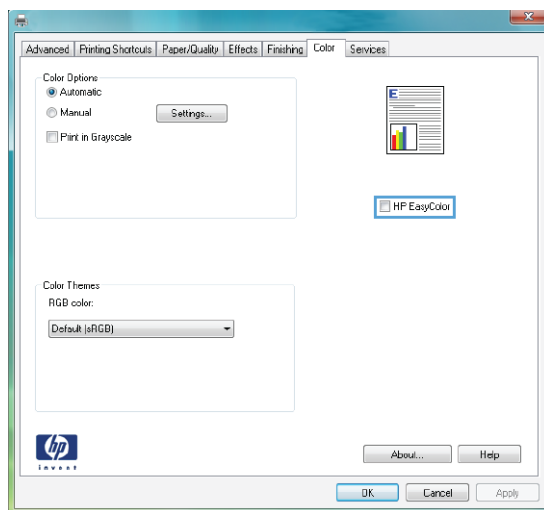 Advanced Printing Shortcuts Paper/Quality Effects Finishing Color Services
Color Options
Automatic
Manual Settings...
Print in Grayscale
E
HP EasyColor
Color Themes
RGB color:
Default (sRGB)
hp
invent
About... Help
OK Cancel Apply